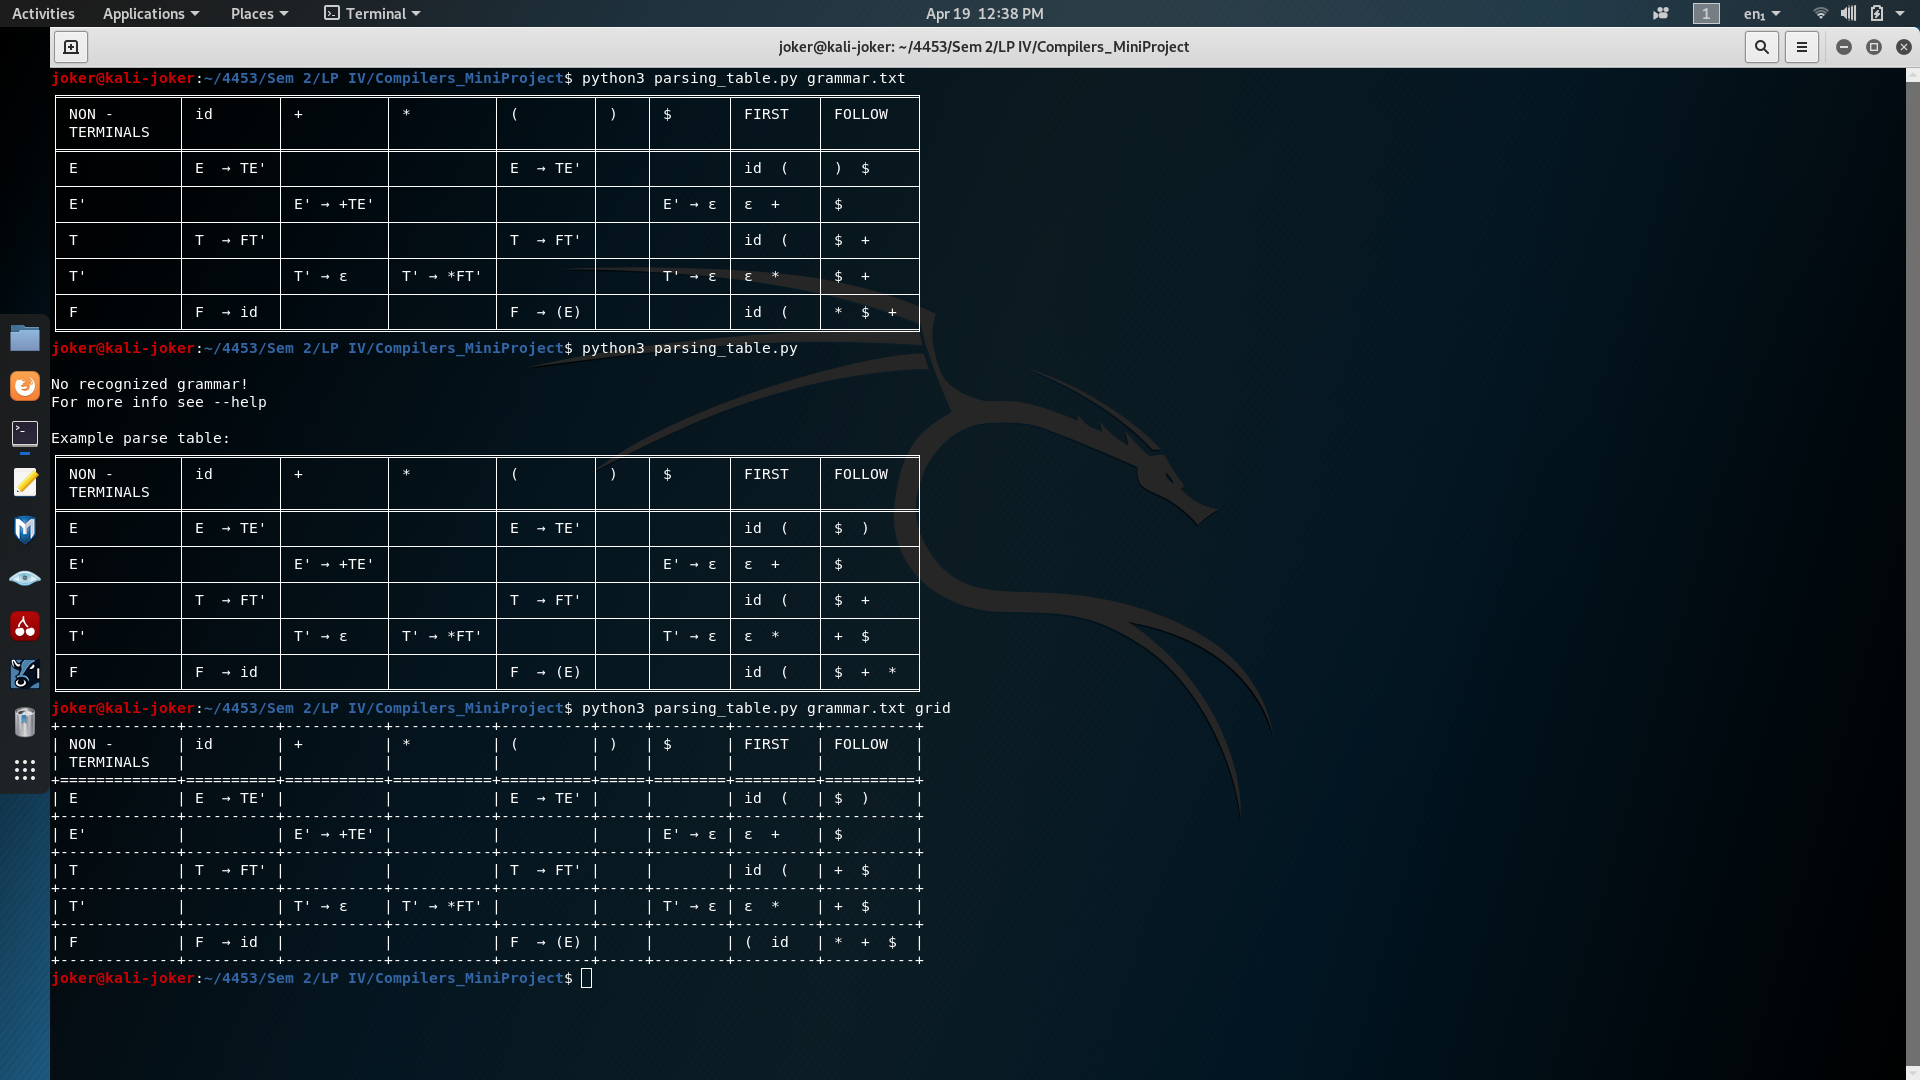 Activities Applications Places Terminal Apr 19 12:38 PM 1 en₁
joker@kali-joker: ~/4453/Sem 2/LP IV/Compilers_MiniProject
joker@kali-joker:~/4453/Sem 2/LP IV/Compilers_MiniProject$ python3 parsing_table.py grammar.txt
NON - id + * ( ) $ FIRST FOLLOW
TERMINALS
E E → TE' E → TE' id ( ) $
E' E' → +TE' E' → ε ε + $
T T → FT' T → FT' id ( $ +
T' T' → ε T' → *FT' T' → ε ε * $ +
F F → id F → (E) id ( * $ +
joker@kali-joker:~/4453/Sem 2/LP IV/Compilers_MiniProject$ python3 parsing_table.py
No recognized grammar!
For more info see --help
Example parse table:
NON - id + * ( ) $ FIRST FOLLOW
TERMINALS
E E → TE' E → TE' id ( $ )
E' E' → +TE' E' → ε ε + $
T T → FT' T → FT' id ( $ +
T' T' → ε T' → *FT' T' → ε ε * + $
F F → id F → (E) id ( $ + *
joker@kali-joker:~/4453/Sem 2/LP IV/Compilers_MiniProject$ python3 parsing_table.py grammar.txt grid
+-------------+----------+-----------+-----------+----------+-----+--------+---------+----------+
| NON -       | id       | +         | *         | (        | )   | $      | FIRST   | FOLLOW   |
| TERMINALS   |          |           |           |          |     |        |         |          |
+=============+==========+===========+===========+==========+=====+========+=========+==========+
| E           | E  → TE' |           |           | E  → TE' |     |        | id  (   | $  )     |
+-------------+----------+-----------+-----------+----------+-----+--------+---------+----------+
| E'          |          | E' → +TE' |           |          |     | E' → ε | ε  +    | $        |
+-------------+----------+-----------+-----------+----------+-----+--------+---------+----------+
| T           | T  → FT' |           |           | T  → FT' |     |        | id  (   | +  $     |
+-------------+----------+-----------+-----------+----------+-----+--------+---------+----------+
| T'          |          | T' → ε    | T' → *FT' |          |     | T' → ε | ε  *    | +  $     |
+-------------+----------+-----------+-----------+----------+-----+--------+---------+----------+
| F           | F  → id  |           |           | F  → (E) |     |        | (  id   | *  +  $  |
+-------------+----------+-----------+-----------+----------+-----+--------+---------+----------+
joker@kali-joker:~/4453/Sem 2/LP IV/Compilers_MiniProject$